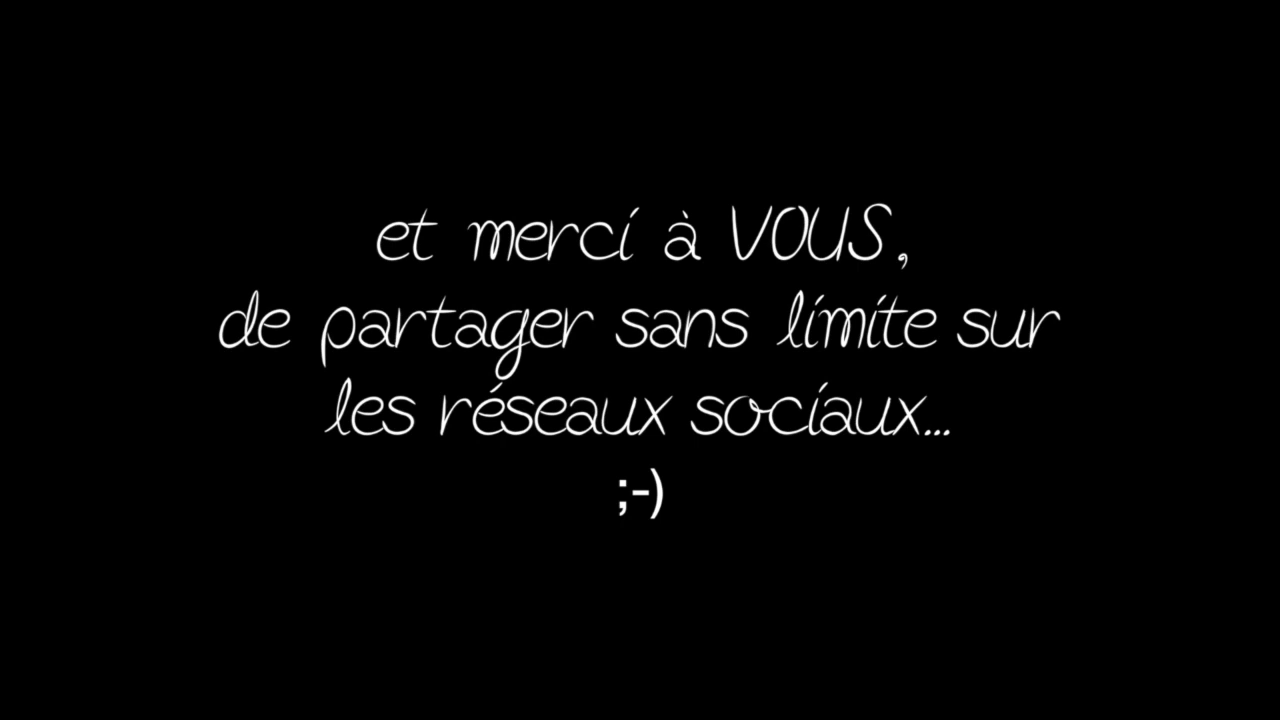 et merci à VOUS,
de partager sans limite sur
les réseaux sociaux...
;-)